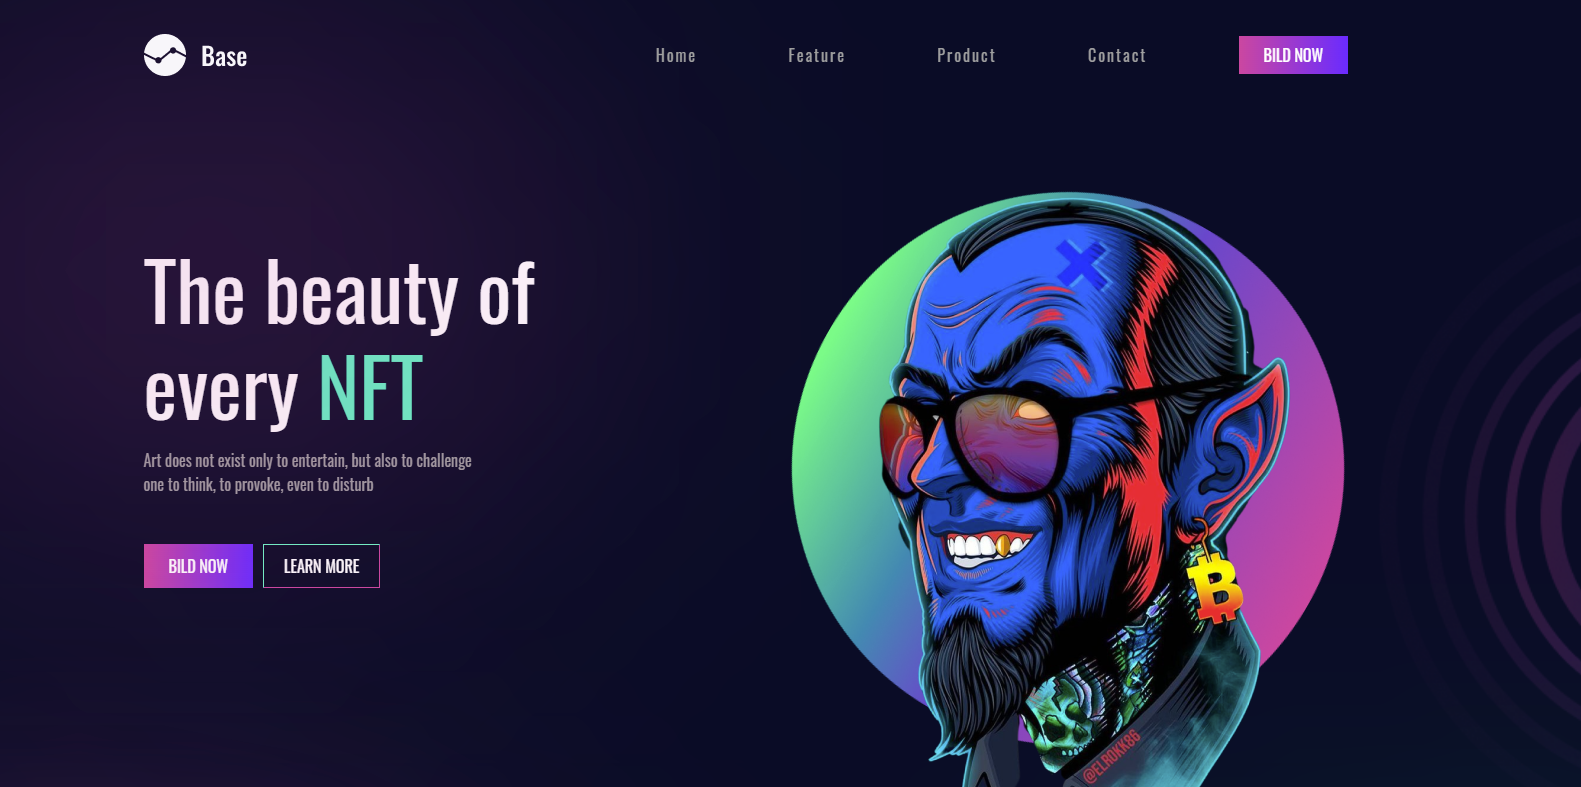 Base
Home
Feature
Product
Contact
BILD NOW
The beauty of
every NFT
Art does not exist only to entertain, but also to challenge
one to think, to provoke, even to disturb
BILD NOW
LEARN MORE
@ELROKK86